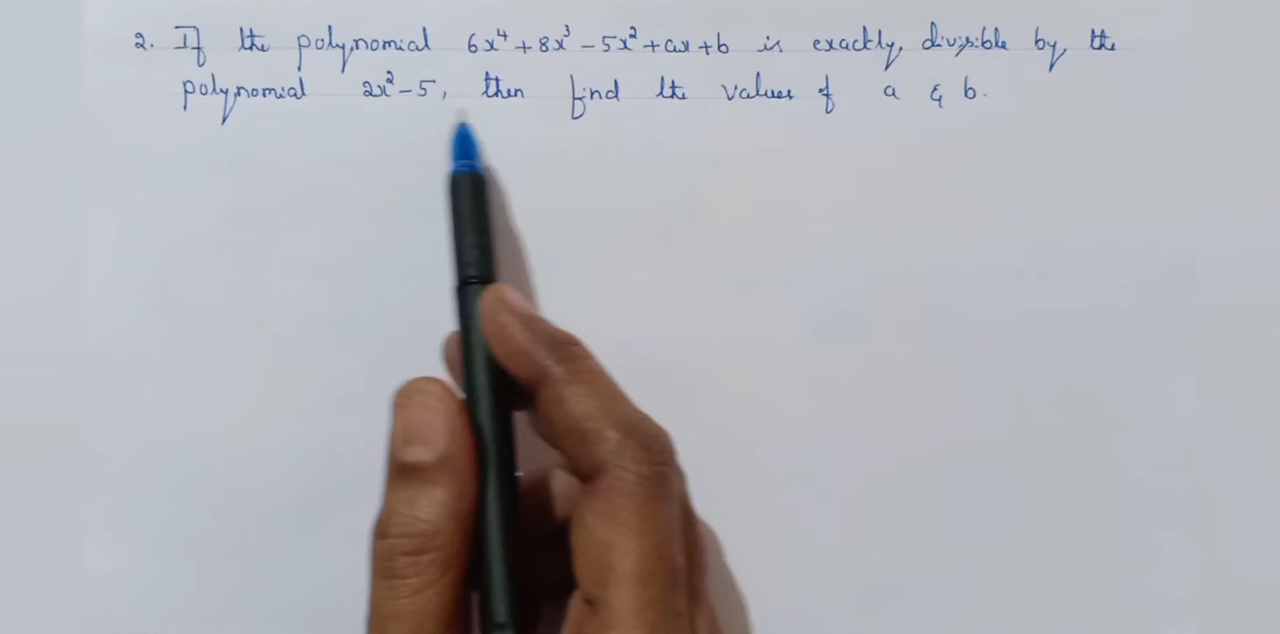 2. If the polynomial 6x⁴ + 8x³ - 5x² + ax + b is exactly divisible by the
polynomial 2x² - 5, then find the values of a & b.